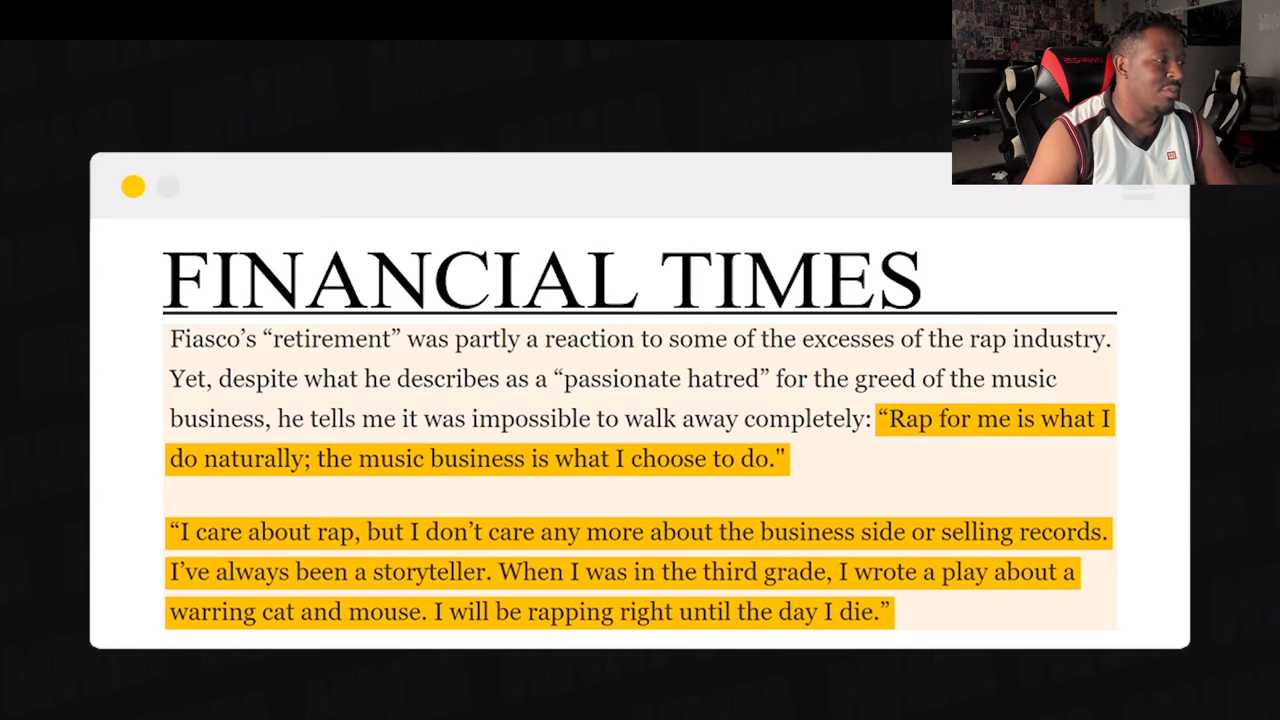 RESPAWN
FINANCIAL TIMES
Fiasco’s “retirement” was partly a reaction to some of the excesses of the rap industry.
Yet, despite what he describes as a “passionate hatred” for the greed of the music
business, he tells me it was impossible to walk away completely: “Rap for me is what I
do naturally; the music business is what I choose to do."
“I care about rap, but I don’t care any more about the business side or selling records.
I’ve always been a storyteller. When I was in the third grade, I wrote a play about a
warring cat and mouse. I will be rapping right until the day I die.”